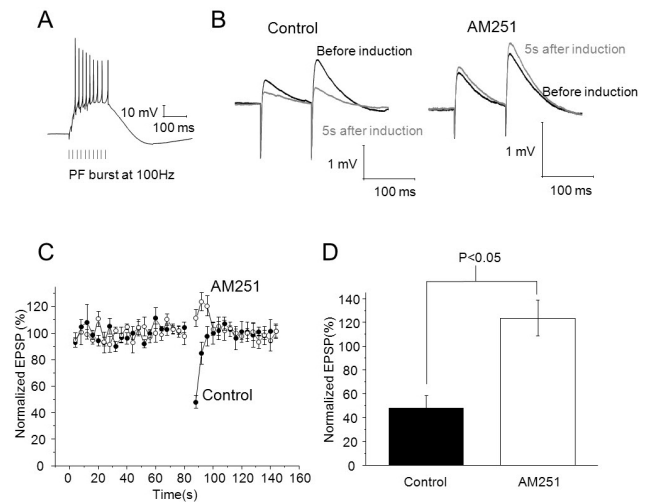 A
10 mV
100 ms
PF burst at 100Hz
B
Control
Before induction
5s after induction
1 mV
100 ms
AM251
5s after induction
Before induction
1 mV
100 ms
C
Normalized EPSP (%)
120
100
80
60
40
20
0
AM251
Control
0 20 40 60 80 100 120 140 160
Time(s)
D
P<0.05
Normalized EPSP(%)
140
120
100
80
60
40
20
0
Control
AM251